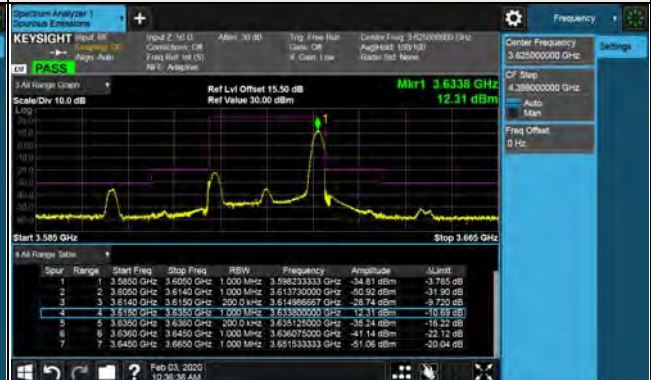 Spectrum Analyzer 1
Spurious Emissions
Frequency
KEYSIGHT Input: RF
Coupling: DC
Align: Auto
Input Z: 50 Ω
Corrections: Off
Freq Ref: Int (S)
NFE: Adaptive
Atten: 30 dB
Trig: Free Run
Gate: Off
IF Gain: Low
Center Freq: 3.625000000 GHz
Avg|Hold: 100/100
Radio Std: None
PASS
Center Frequency
3.625000000 GHz
Settings
CF Step
4.398000000 GHz
Auto
Man
Freq Offset
0 Hz
3 All Range Graph
Ref Lvl Offset 15.50 dB
Mkr1 3.6338 GHz
Scale/Div 10.0 dB
Ref Value 30.00 dBm
12.31 dBm
Log
1
Start 3.585 GHz
Stop 3.665 GHz
All Range Table
Spur Range Start Freq Stop Freq RBW Frequency Amplitude ΔLimit
1 1 3.5850 GHz 3.6050 GHz 1.000 MHz 3.598233333 GHz -34.81 dBm -3.785 dB
2 2 3.6050 GHz 3.6140 GHz 1.000 MHz 3.613730000 GHz -50.92 dBm -31.90 dB
3 3 3.6140 GHz 3.6150 GHz 200.0 kHz 3.614986667 GHz -28.74 dBm -9.720 dB
4 4 3.6150 GHz 3.6350 GHz 1.000 MHz 3.633800000 GHz 12.31 dBm -10.69 dB
5 5 3.6350 GHz 3.6360 GHz 200.0 kHz 3.635125000 GHz -35.24 dBm -16.22 dB
6 6 3.6360 GHz 3.6450 GHz 1.000 MHz 3.636075000 GHz -41.14 dBm -22.12 dB
7 7 3.6450 GHz 3.6650 GHz 1.000 MHz 3.651533333 GHz -51.06 dBm -20.04 dB
Feb 03, 2020
10:36:36 AM